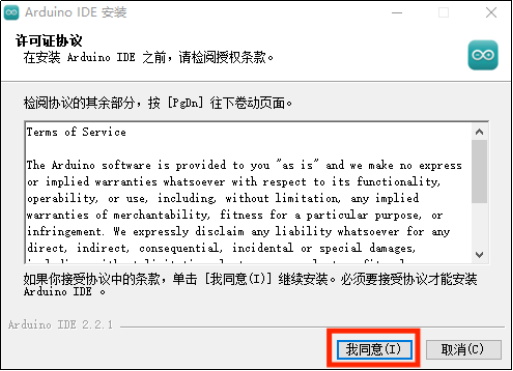 Arduino IDE 安装
许可证协议
在安装 Arduino IDE 之前，请检阅授权条款。
检阅协议的其余部分，按 [PgDn] 往下卷动页面。
Terms of Service
The Arduino software is provided to you "as is" and we make no express
or implied warranties whatsoever with respect to its functionality,
operability, or use, including, without limitation, any implied
warranties of merchantability, fitness for a particular purpose, or
infringement. We expressly disclaim any liability whatsoever for any
direct, indirect, consequential, incidental or special damages,
如果你接受协议中的条款，单击 [我同意(I)] 继续安装。必须要接受协议才能安装
Arduino IDE 。
Arduino IDE 2.2.1
我同意(I)
取消(C)